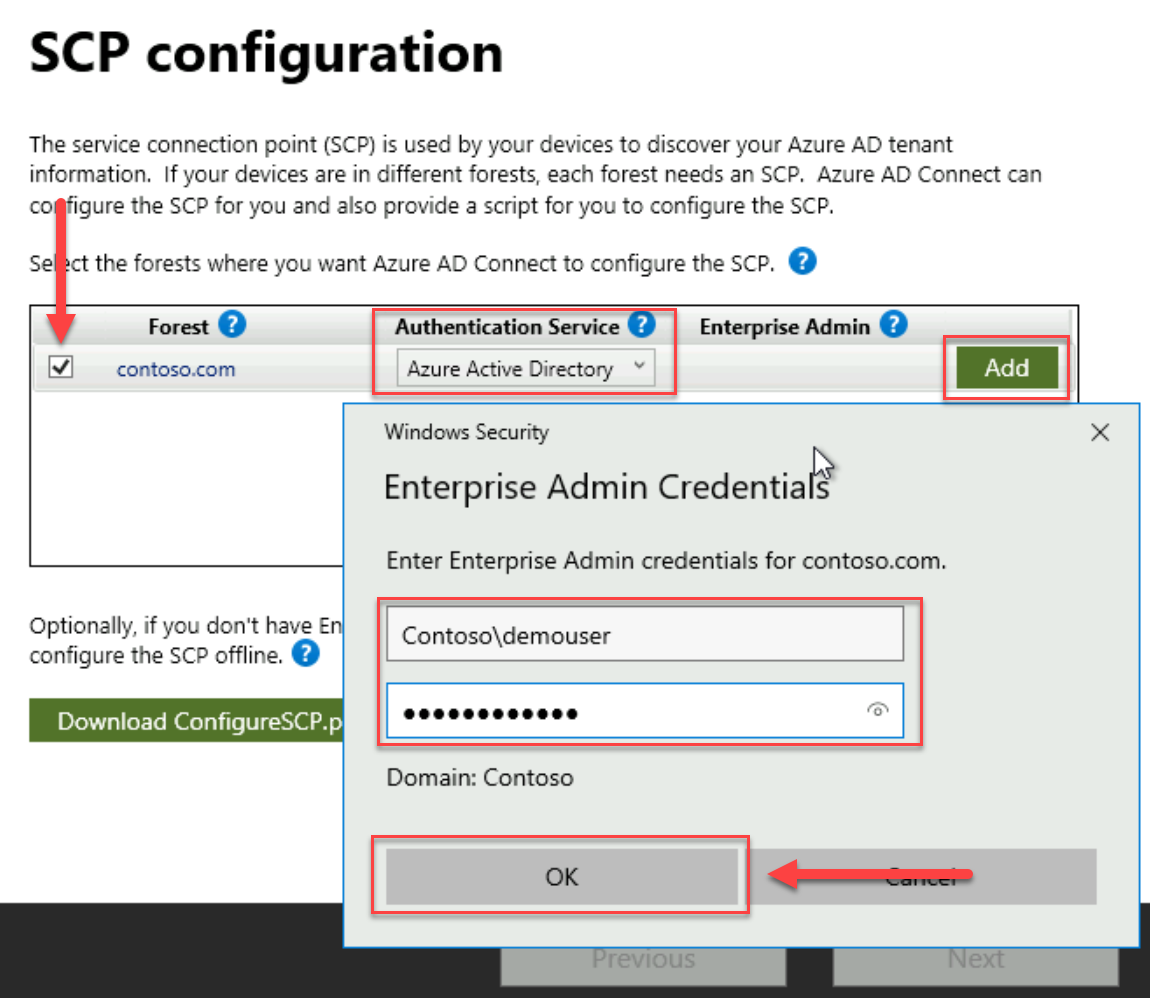 SCP configuration
The service connection point (SCP) is used by your devices to discover your Azure AD tenant
information.  If your devices are in different forests, each forest needs an SCP.  Azure AD Connect can
configure the SCP for you and also provide a script for you to configure the SCP.
Select the forests where you want Azure AD Connect to configure the SCP. ?
Forest ? Authentication Service ? Enterprise Admin ?
contoso.com Azure Active Directory Add
Windows Security
Enterprise Admin Credentials
Enter Enterprise Admin credentials for contoso.com.
Optionally, if you don't have En
configure the SCP offline. ?
Contoso\demouser
●●●●●●●●●●●●
Download ConfigureSCP.p
Domain: Contoso
OK Cancel
Previous Next